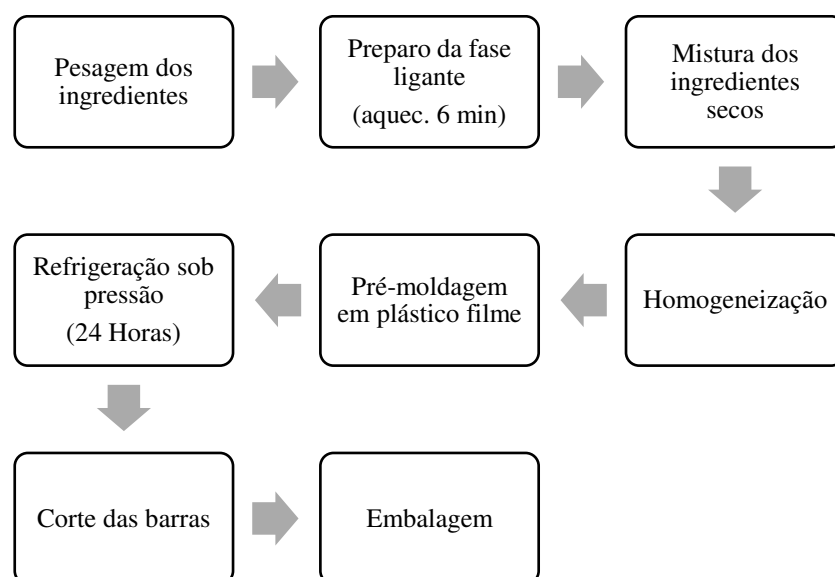 Pesagem dos
ingredientes
Preparo da fase
ligante
(aquec. 6 min)
Mistura dos
ingredientes
secos
Homogeneização
Pré-moldagem
em plástico filme
Refrigeração sob
pressão
(24 Horas)
Corte das barras
Embalagem